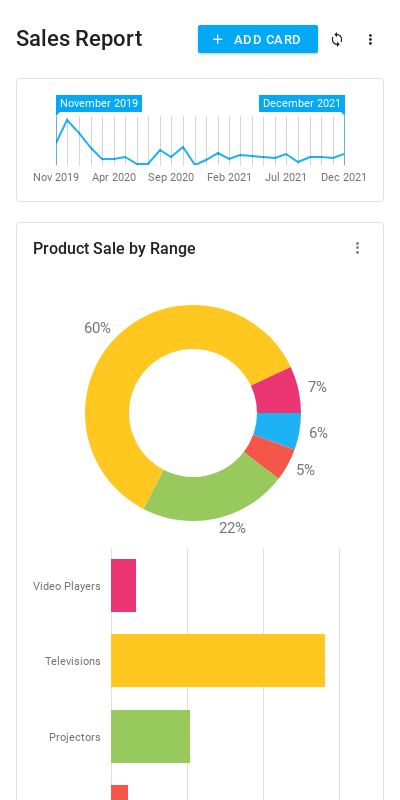 Sales Report
ADD CARD
November 2019
December 2021
Nov 2019 Apr 2020 Sep 2020 Feb 2021 Jul 2021 Dec 2021
Product Sale by Range
60%
7%
6%
5%
22%
Video Players
Televisions
Projectors